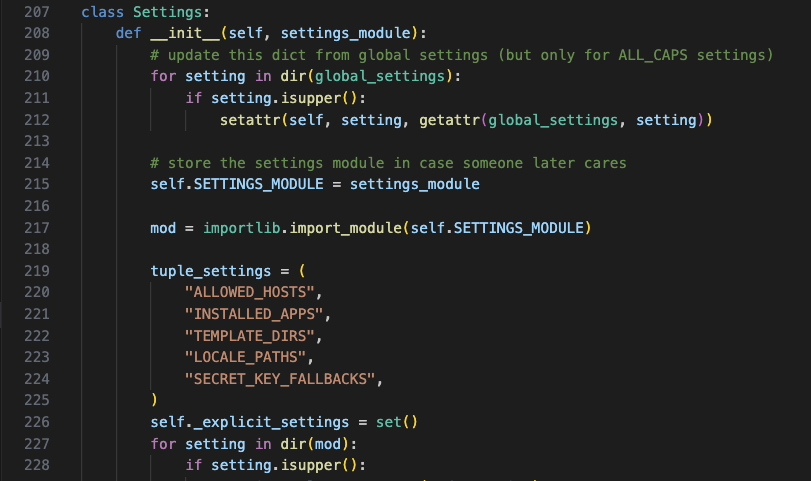 207 class Settings:
208     def __init__(self, settings_module):
209         # update this dict from global settings (but only for ALL_CAPS settings)
210         for setting in dir(global_settings):
211             if setting.isupper():
212                 setattr(self, setting, getattr(global_settings, setting))
213
214         # store the settings module in case someone later cares
215         self.SETTINGS_MODULE = settings_module
216
217         mod = importlib.import_module(self.SETTINGS_MODULE)
218
219         tuple_settings = (
220             "ALLOWED_HOSTS",
221             "INSTALLED_APPS",
222             "TEMPLATE_DIRS",
223             "LOCALE_PATHS",
224             "SECRET_KEY_FALLBACKS",
225         )
226         self._explicit_settings = set()
227         for setting in dir(mod):
228             if setting.isupper():